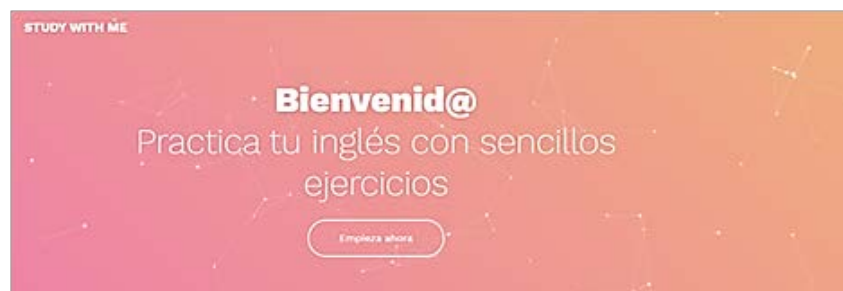 STUDY WITH ME
Bienvenid@
Practica tu inglés con sencillos
ejercicios
Empieza ahora